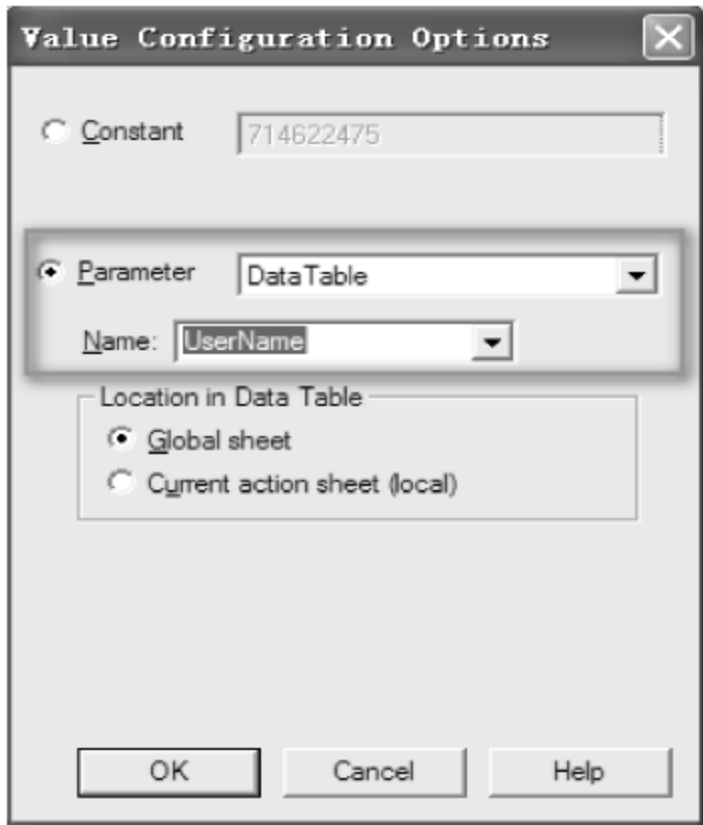 Value Configuration Options
Constant 714622475
Parameter DataTable
Name: UserName
Location in Data Table
Global sheet
Current action sheet (local)
OK Cancel Help